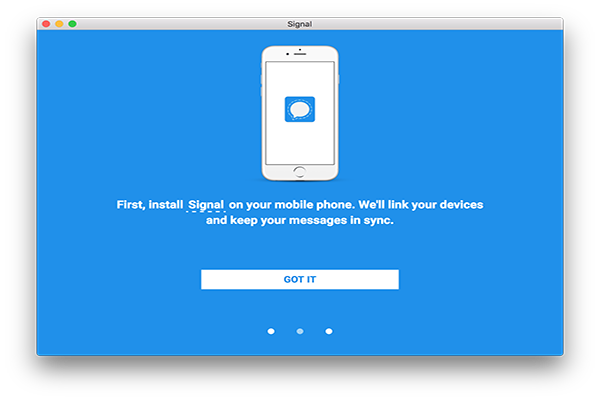 Signal
First, install Signal on your mobile phone. We'll link your devices
and keep your messages in sync.
GOT IT